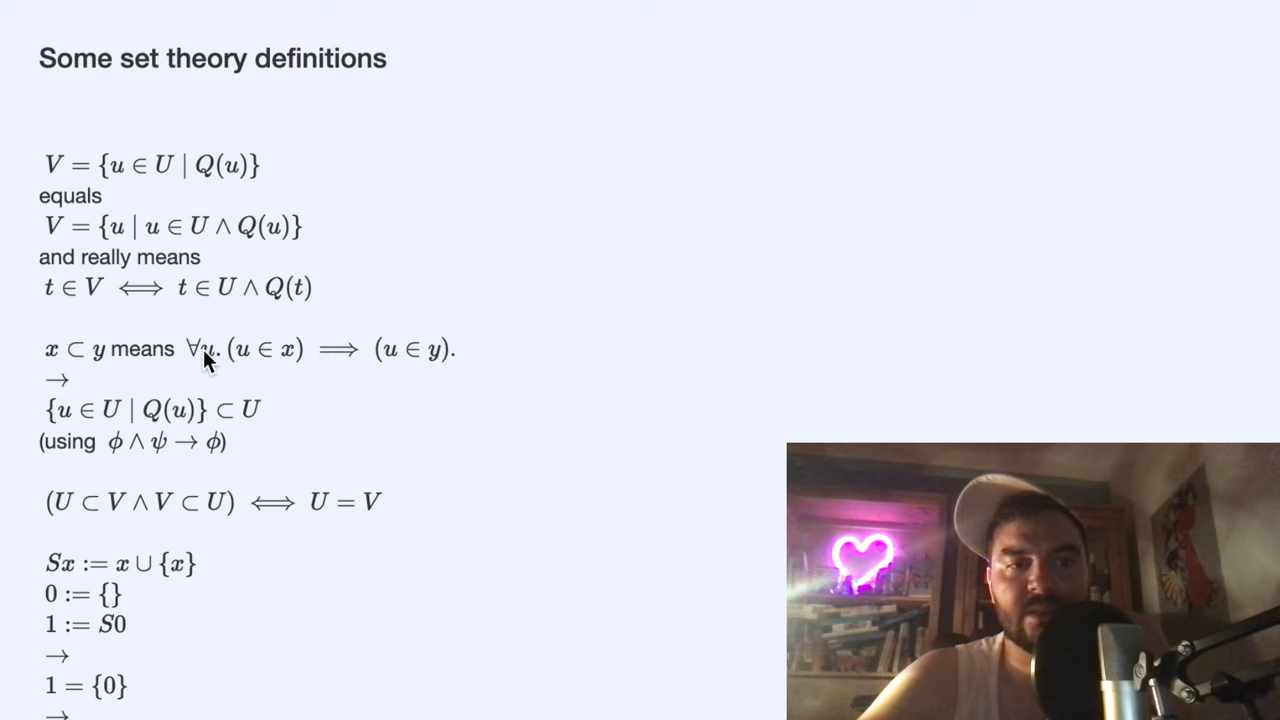 Some set theory definitions
V = {u ∈ U | Q(u)}
equals
V = {u | u ∈ U ∧ Q(u)}
and really means
t ∈ V ⟺ t ∈ U ∧ Q(t)
x ⊂ y means ∀u. (u ∈ x) ⟹ (u ∈ y).
→
{u ∈ U | Q(u)} ⊂ U
(using ϕ ∧ ψ → ϕ)
(U ⊂ V ∧ V ⊂ U) ⟺ U = V
Sx := x ∪ {x}
0 := {}
1 := S0
→
1 = {0}
→